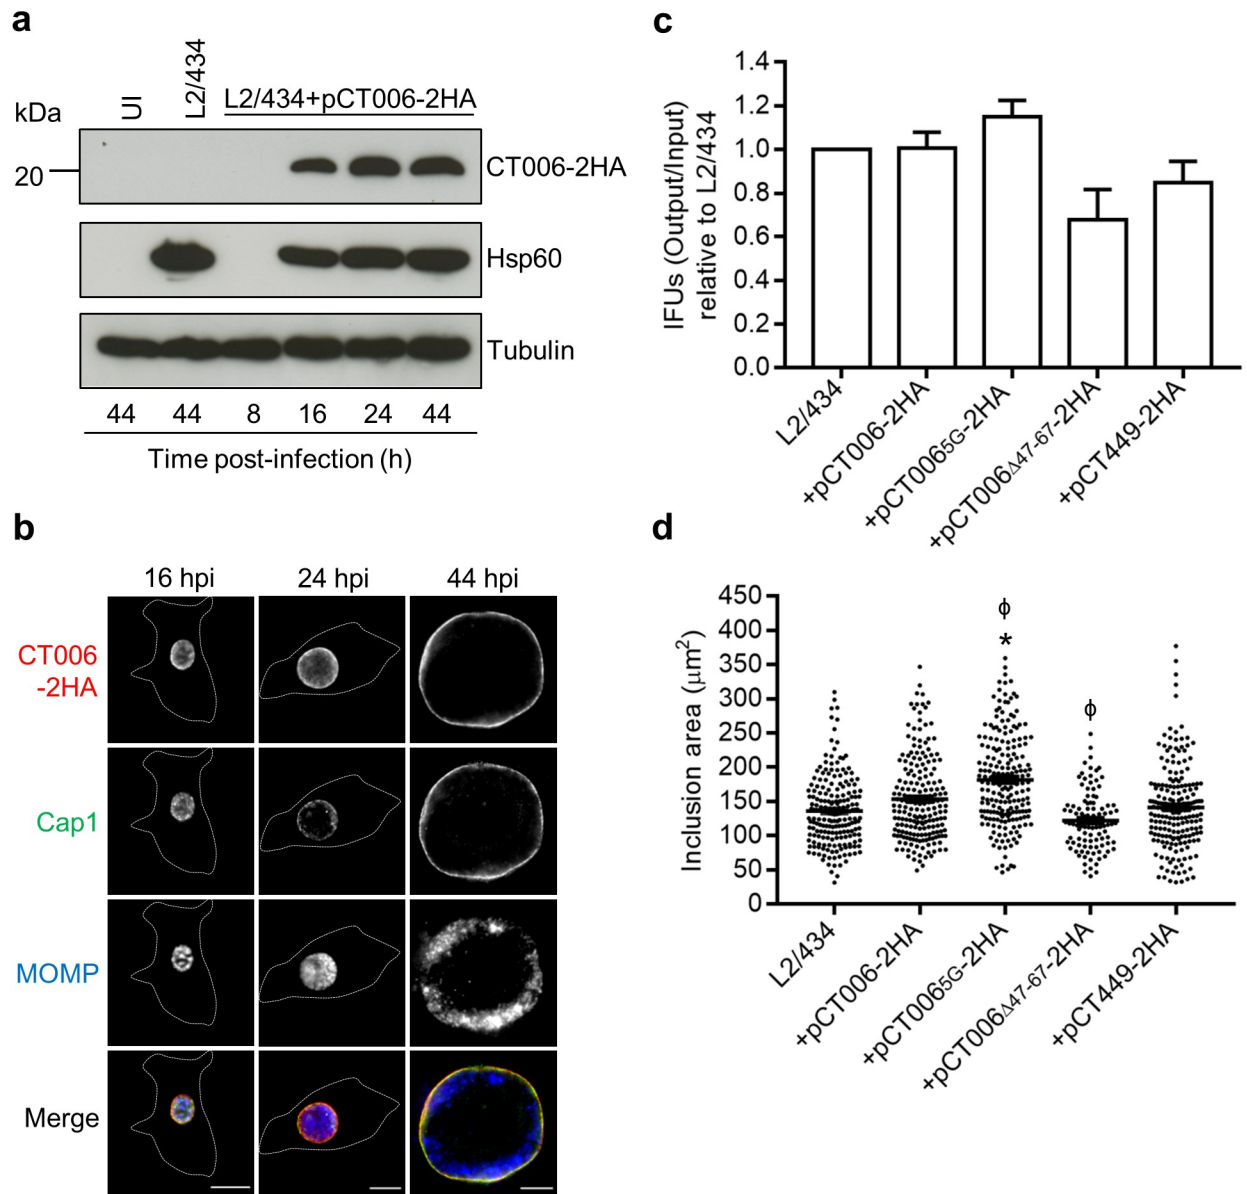 a
kDa
UI
L2/434
L2/434+pCT006-2HA
20
CT006-2HA
Hsp60
Tubulin
44 44 8 16 24 44
Time post-infection (h)
b
16 hpi 24 hpi 44 hpi
CT006
-2HA
Cap1
MOMP
Merge
c
IFUs (Output/Input)
relative to L2/434
1.4
1.2
1.0
0.8
0.6
0.4
0.2
0.0
L2/434
+pCT006-2HA
+pCT0065G-2HA
+pCT006Δ47-67-2HA
+pCT449-2HA
d
Inclusion area (μm²)
450
400
350
300
250
200
150
100
50
0
ϕ
*
ϕ
L2/434
+pCT006-2HA
+pCT0065G-2HA
+pCT006Δ47-67-2HA
+pCT449-2HA